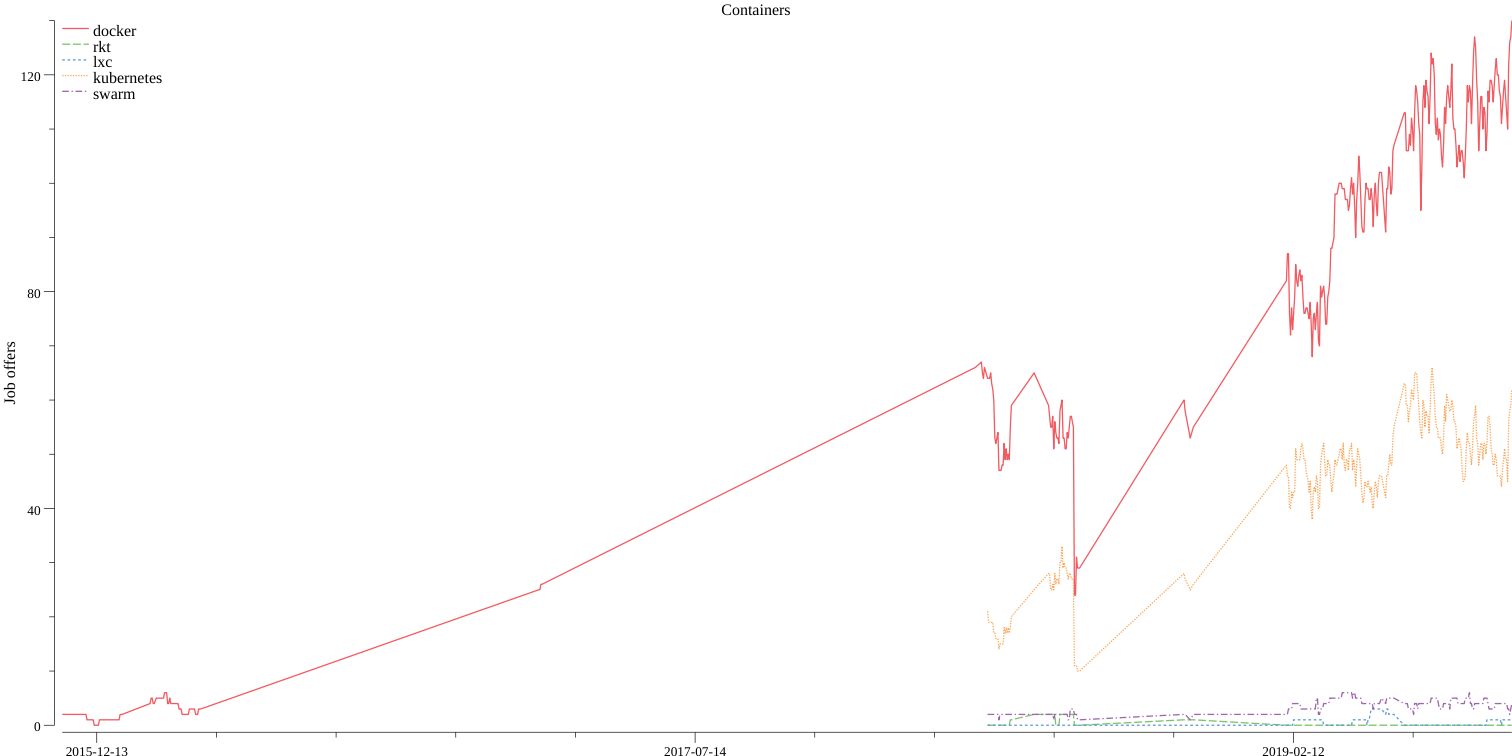 Containers
docker
rkt
lxc
kubernetes
swarm
120
80
40
0
Job offers
2015-12-13
2017-07-14
2019-02-12